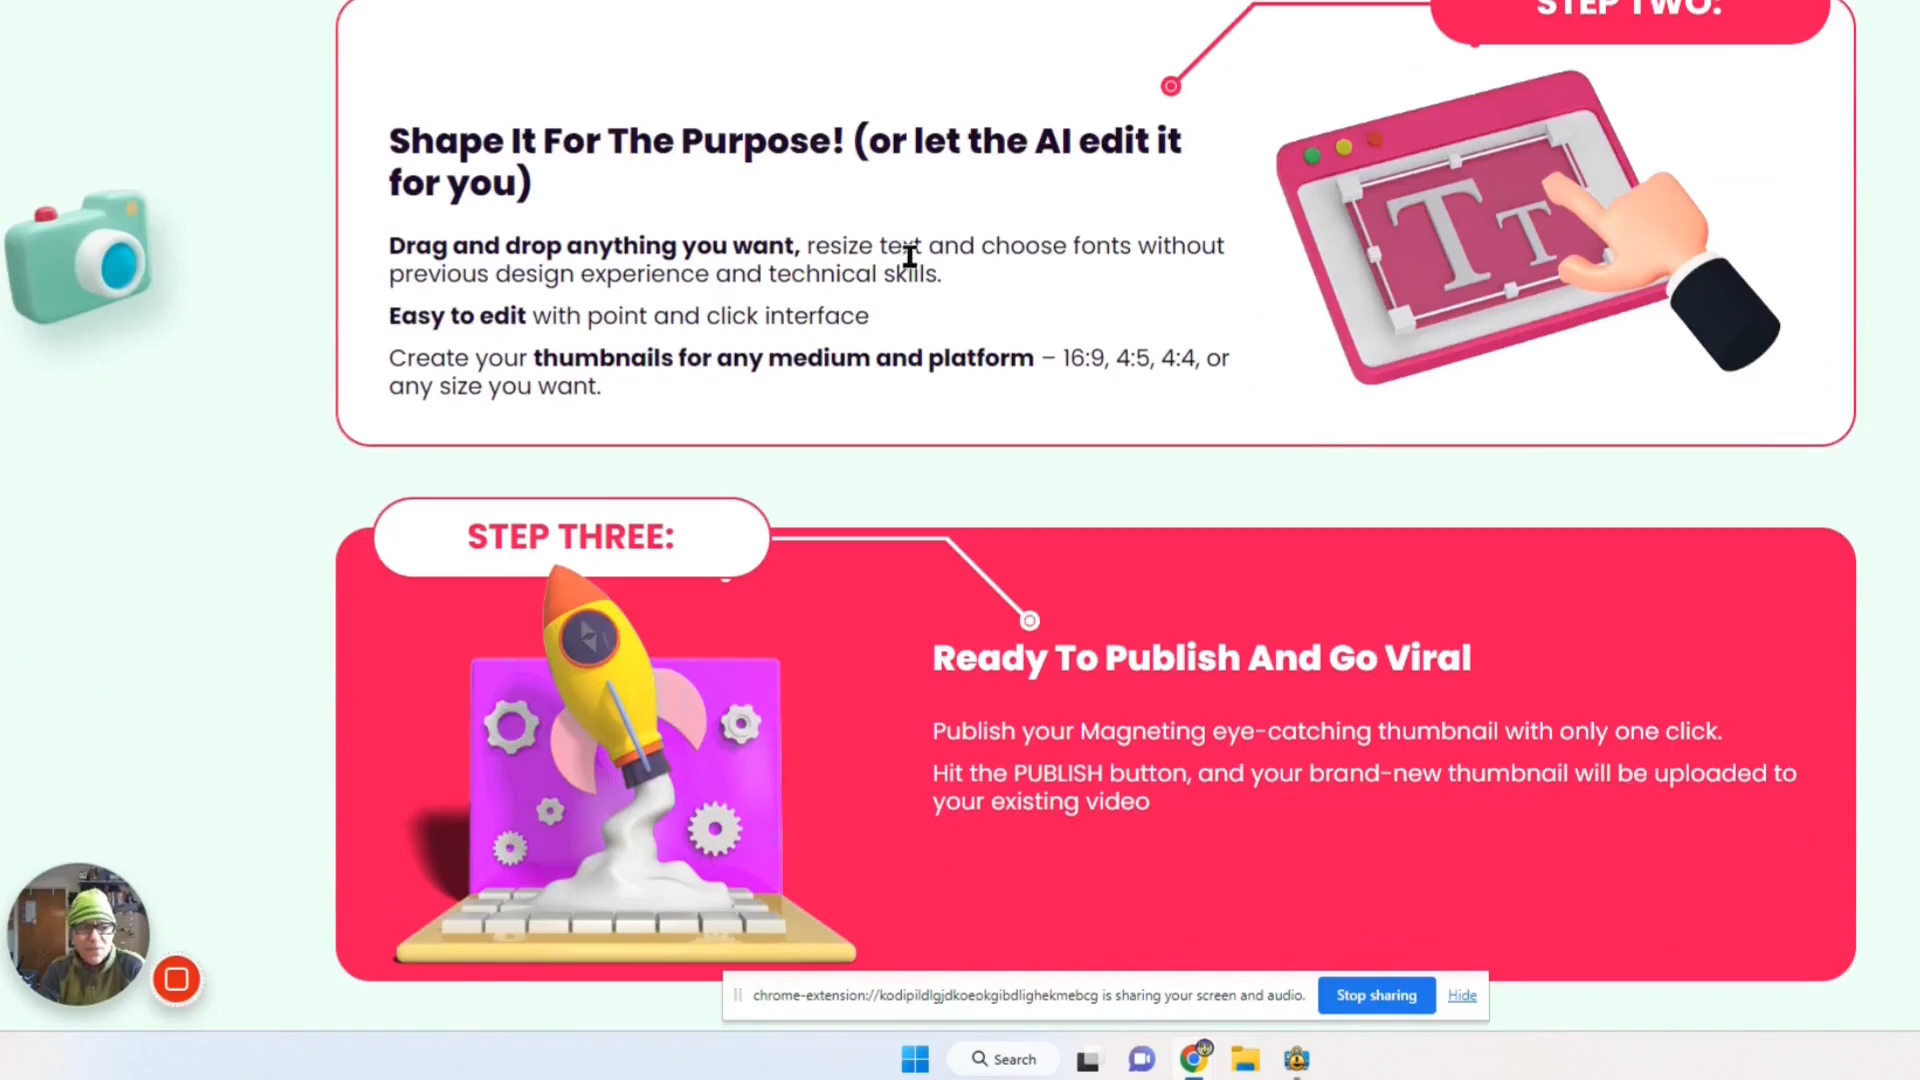 STEP TWO:
Shape It For The Purpose! (or let the AI edit it
for you)
Drag and drop anything you want, resize text and choose fonts without
previous design experience and technical skills.
Easy to edit with point and click interface
Create your thumbnails for any medium and platform – 16:9, 4:5, 4:4, or
any size you want.
T T
STEP THREE:
Ready To Publish And Go Viral
Publish your Magneting eye-catching thumbnail with only one click.
Hit the PUBLISH button, and your brand-new thumbnail will be uploaded to
your existing video
chrome-extension://kodipildlgjdkoeokgibdlighekmebcg is sharing your screen and audio.
Stop sharing
Hide
Search